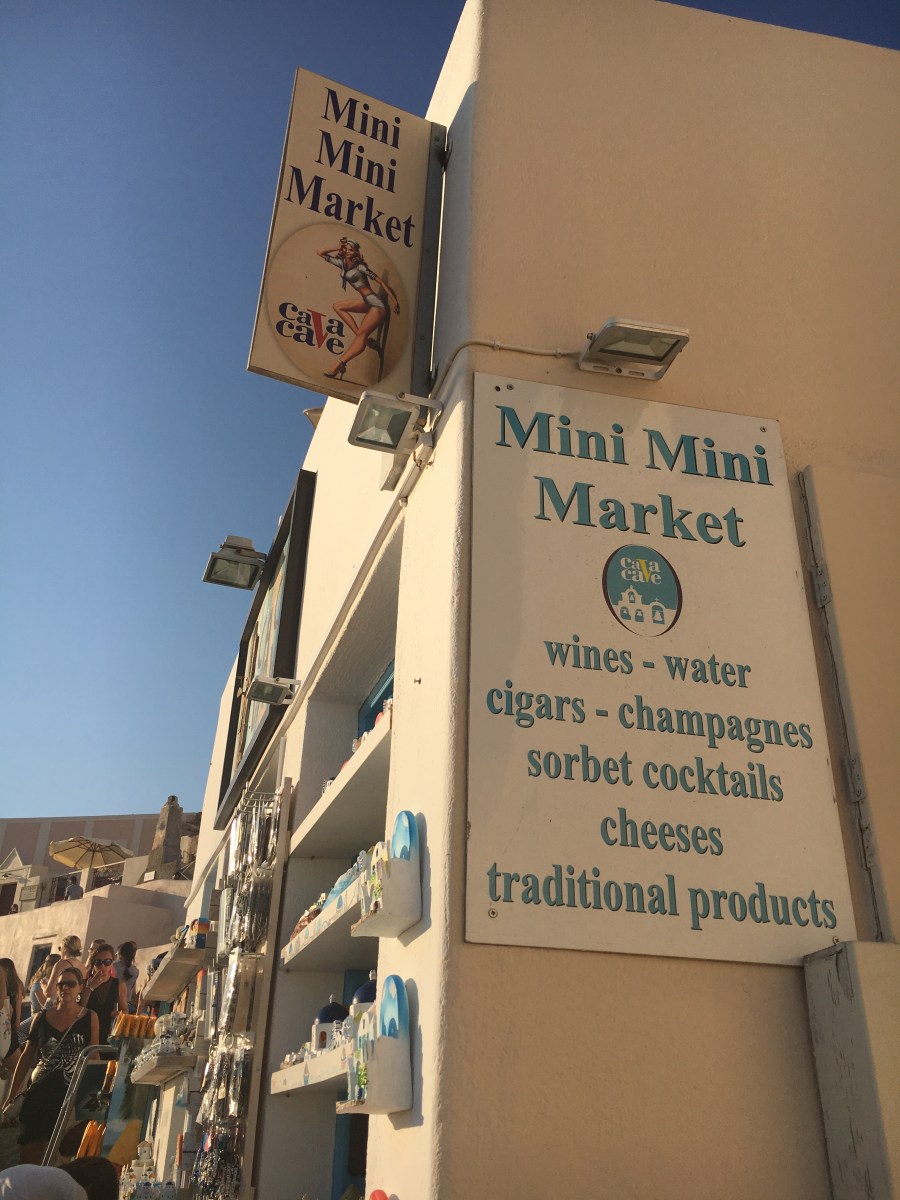 Mini
Mini
Market
cava
cave
Mini Mini
Market
cava
cave
wines - water
cigars - champagnes
sorbet cocktails
cheeses
traditional products